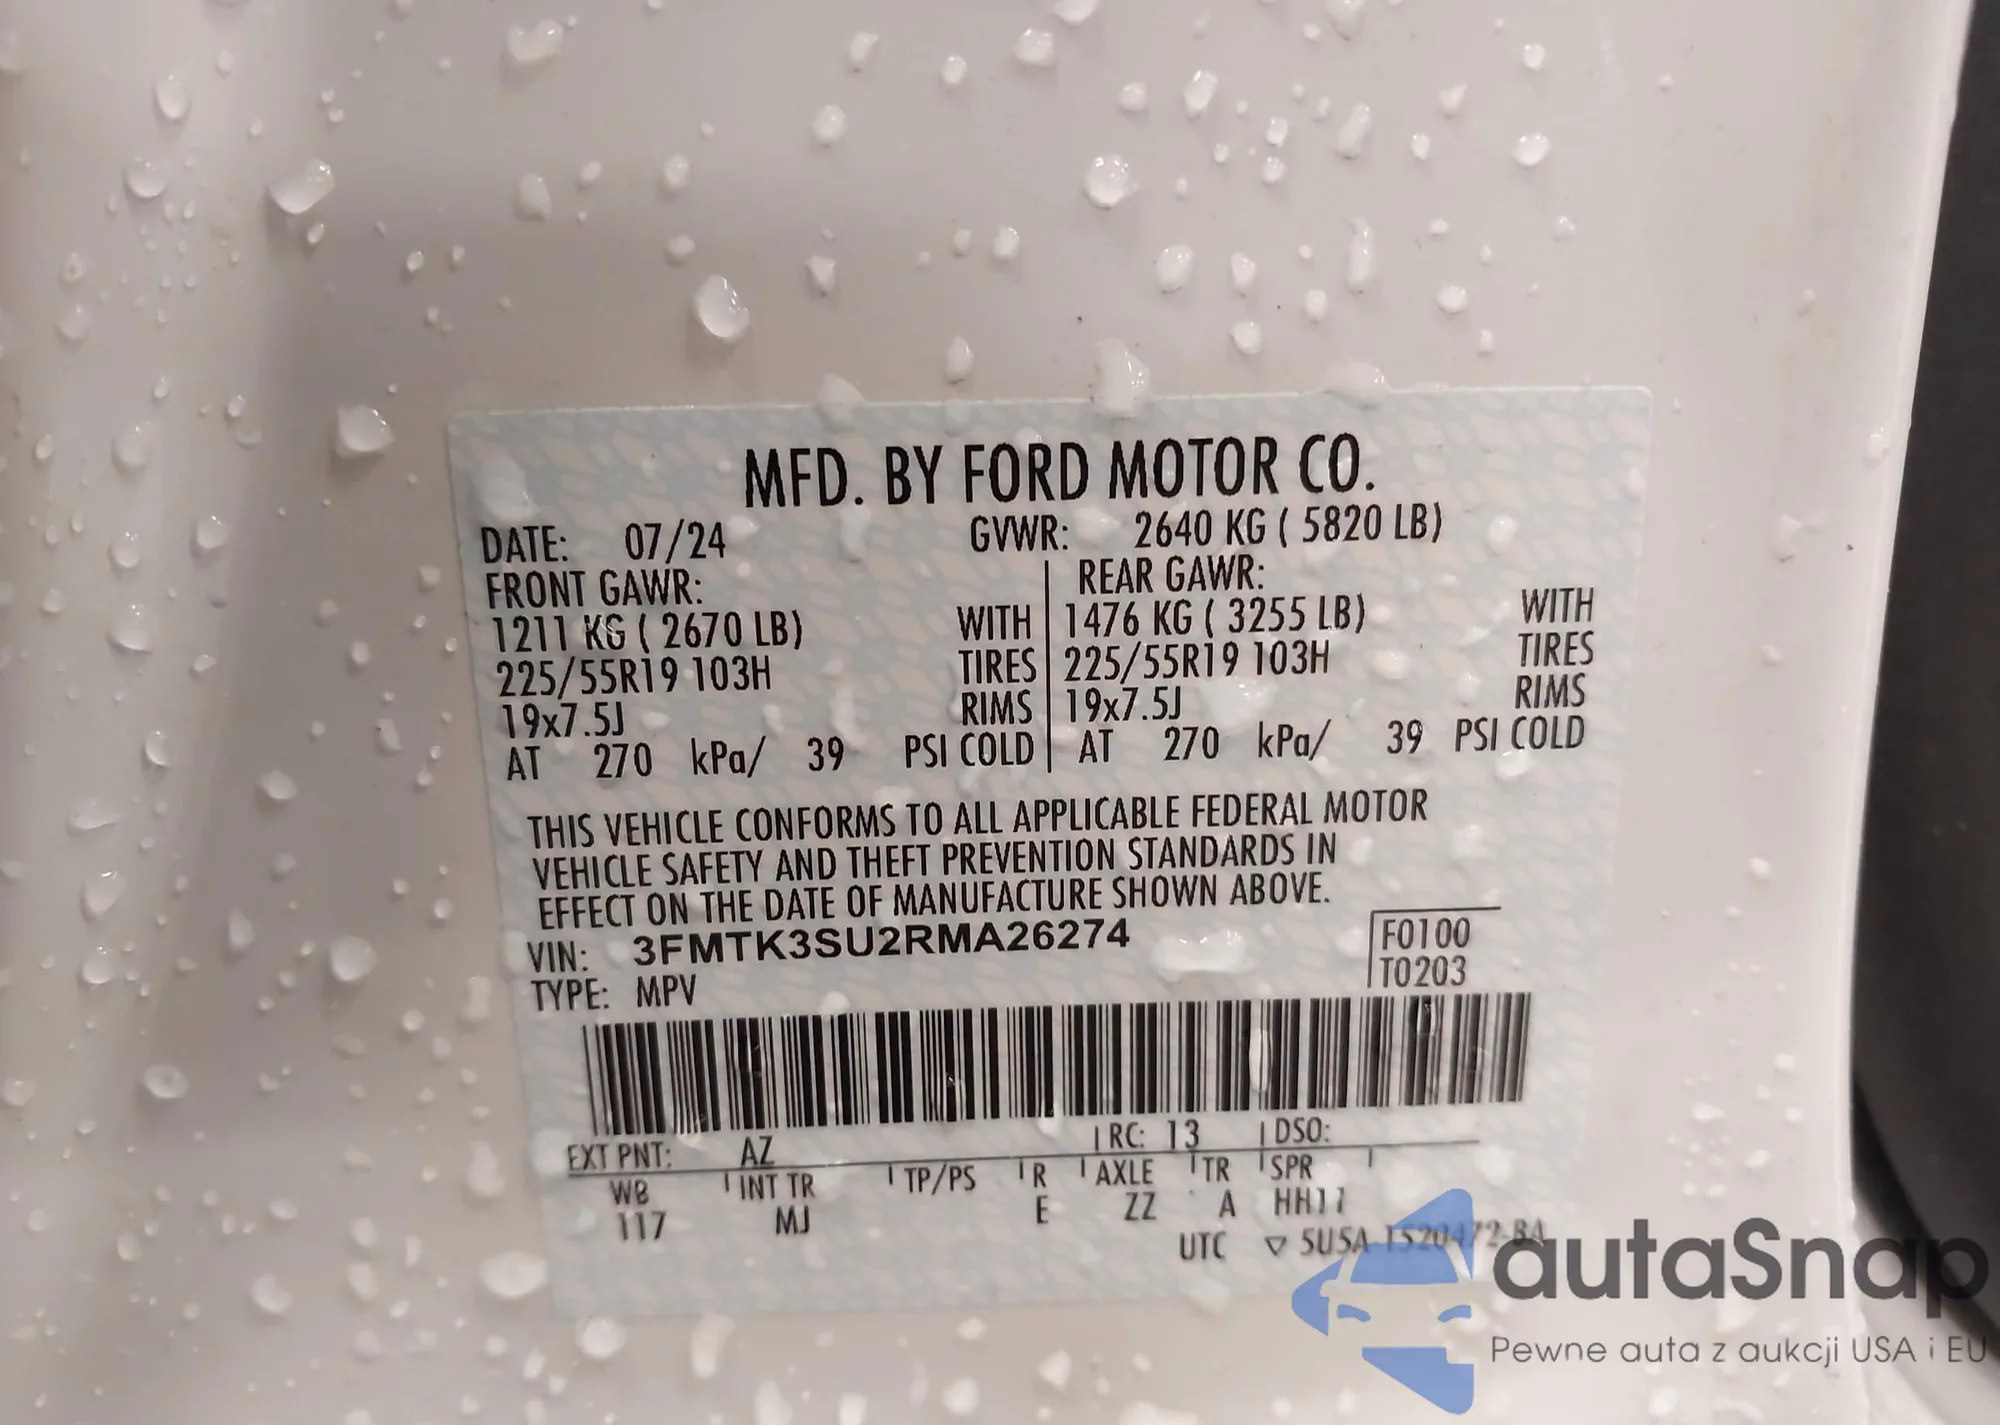 MFD. BY FORD MOTOR CO.
DATE: 07/24 GVWR: 2640 KG ( 5820 LB)
FRONT GAWR: REAR GAWR:
1211 KG ( 2670 LB) WITH 1476 KG ( 3255 LB) WITH
225/55R19 103H TIRES 225/55R19 103H TIRES
19x7.5J RIMS 19x7.5J RIMS
AT 270 kPa/ 39 PSI COLD AT 270 kPa/ 39 PSI COLD
THIS VEHICLE CONFORMS TO ALL APPLICABLE FEDERAL MOTOR
VEHICLE SAFETY AND THEFT PREVENTION STANDARDS IN
EFFECT ON THE DATE OF MANUFACTURE SHOWN ABOVE.
VIN: 3FMTK3SU2RMA26274 F0100
TYPE: MPV T0203
EXT PNT: AZ RC: 13 DSO:
WB INT TR TP/PS R AXLE TR SPR
117 MJ E ZZ A HH17
UTC ▽ 5U5A-1520472-BA
autaSnap
Pewne auta z aukcji USA i EU